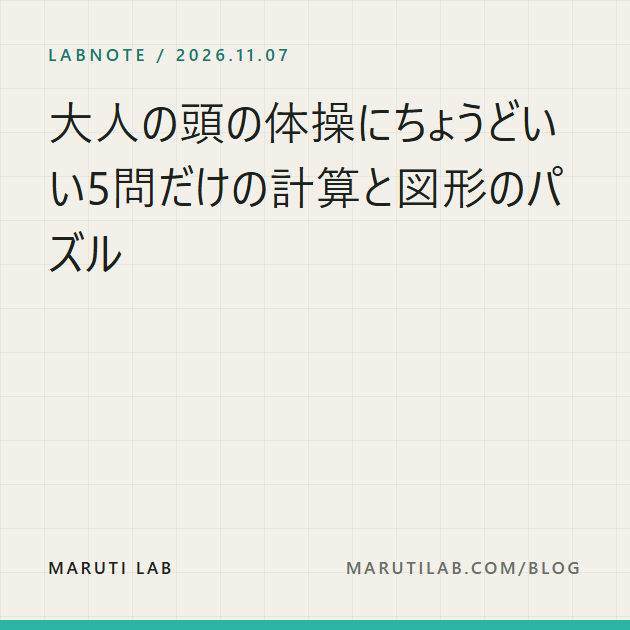 LABNOTE / 2026.11.07
大人の頭の体操にちょうどい
い5問だけの計算と図形のパ
ズル
MARUTI LAB
MARUTILAB.COM/BLOG